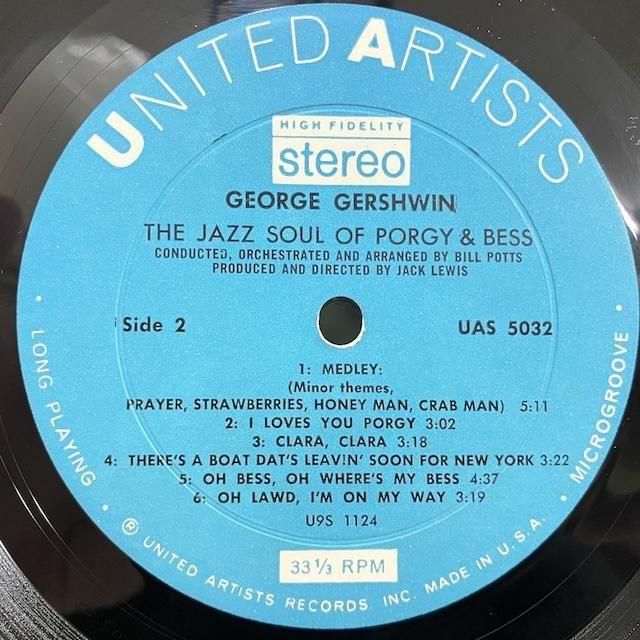 UNITED ARTISTS
HIGH FIDELITY
stereo
GEORGE GERSHWIN
THE JAZZ SOUL OF PORGY & BESS
CONDUCTED, ORCHESTRATED AND ARRANGED BY BILL POTTS
PRODUCED AND DIRECTED BY JACK LEWIS
Side 2
UAS 5032
1: MEDLEY:
(Minor themes,
PRAYER, STRAWBERRIES, HONEY MAN, CRAB MAN) 5:11
2: I LOVES YOU PORGY 3:02
3: CLARA, CLARA 3:18
4: THERE'S A BOAT DAT'S LEAV!N' SOON FOR NEW YORK 3:22
5: OH BESS, OH WHERE'S MY BESS 4:37
6: OH LAWD, I'M ON MY WAY 3:19
U9S 1124
33 1/3 RPM
• LONG PLAYING •
® UNITED ARTISTS RECORDS INC. MADE IN U.S.A.
• MICROGROOVE •